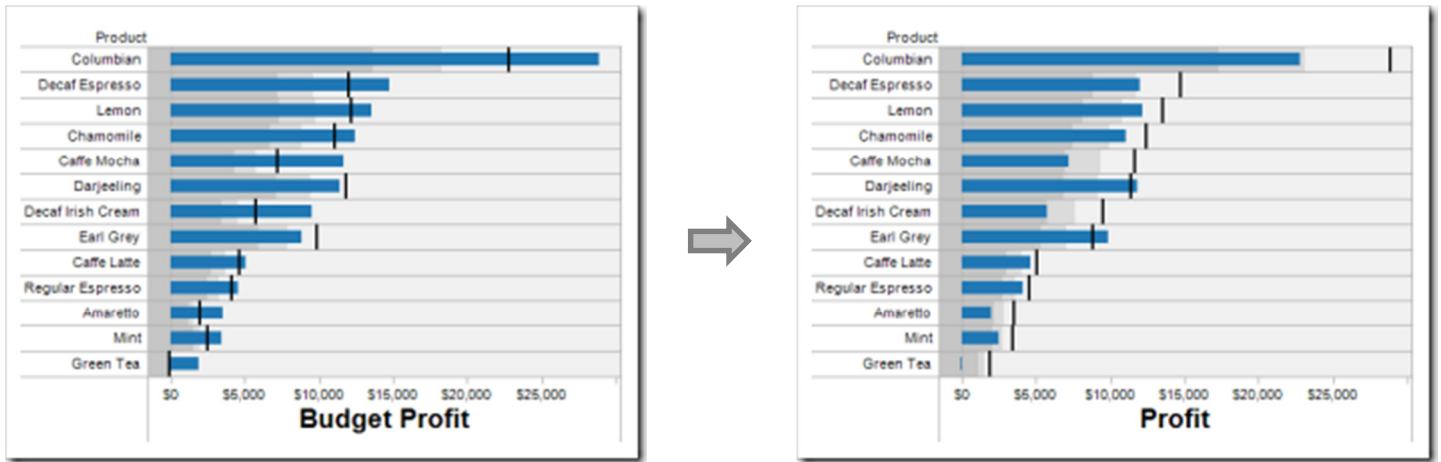 Product
Columbian
Decaf Espresso
Lemon
Chamomile
Caffe Mocha
Darjeeling
Decaf Irish Cream
Earl Grey
Caffe Latte
Regular Espresso
Amaretto
Mint
Green Tea
$0 $5,000 $10,000 $15,000 $20,000 $25,000
Budget Profit
Product
Columbian
Decaf Espresso
Lemon
Chamomile
Caffe Mocha
Darjeeling
Decaf Irish Cream
Earl Grey
Caffe Latte
Regular Espresso
Amaretto
Mint
Green Tea
$0 $5,000 $10,000 $15,000 $20,000 $25,000
Profit